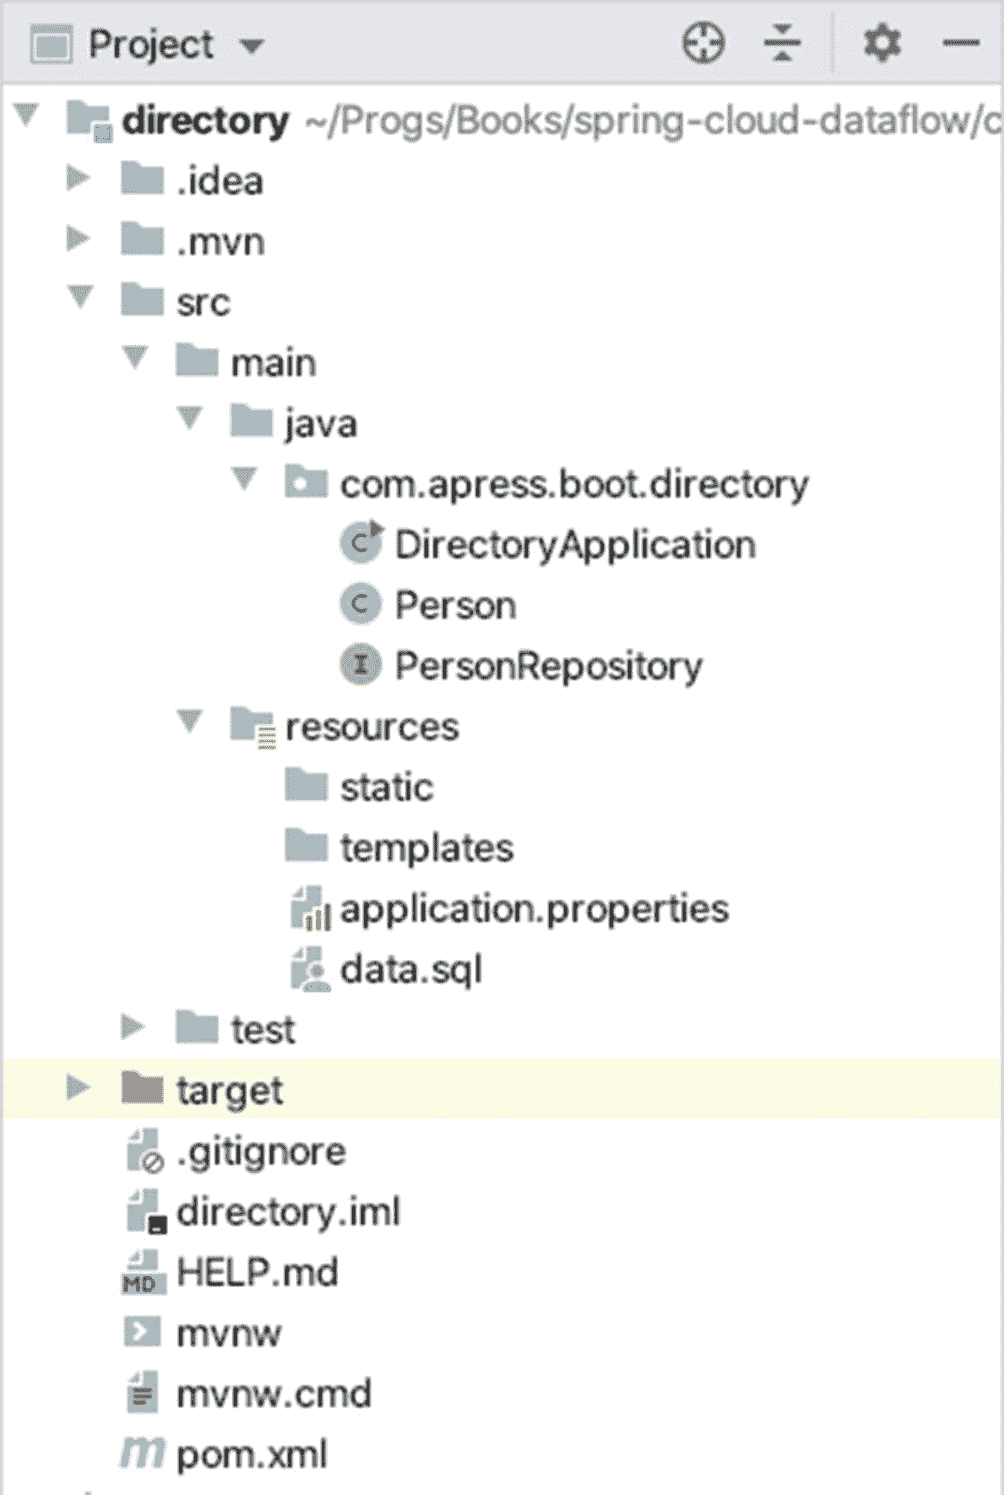 Project
directory ~/Progs/Books/spring-cloud-dataflow/c
.idea
.mvn
src
main
java
com.apress.boot.directory
C DirectoryApplication
C Person
I PersonRepository
resources
static
templates
application.properties
data.sql
test
target
.gitignore
directory.iml
MD HELP.md
mvnw
mvnw.cmd
m pom.xml